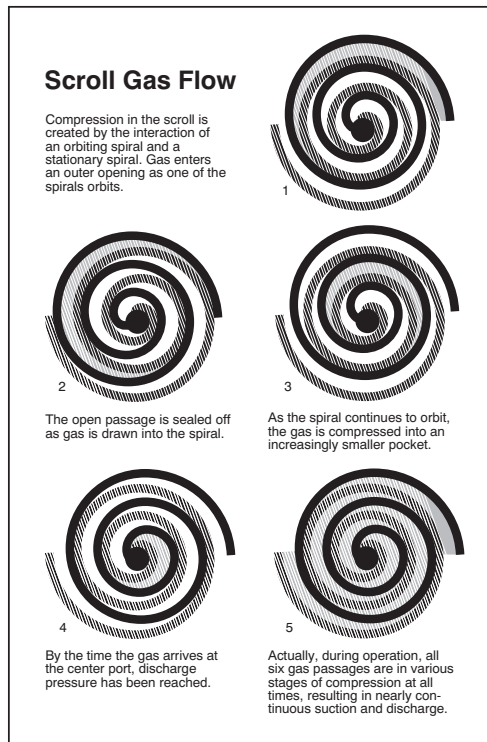 Scroll Gas Flow
Compression in the scroll is
created by the interaction of
an orbiting spiral and a
stationary spiral. Gas enters
an outer opening as one of the
spirals orbits.
1
2
The open passage is sealed off
as gas is drawn into the spiral.
3
As the spiral continues to orbit,
the gas is compressed into an
increasingly smaller pocket.
4
By the time the gas arrives at
the center port, discharge
pressure has been reached.
5
Actually, during operation, all
six gas passages are in various
stages of compression at all
times, resulting in nearly con-
tinuous suction and discharge.